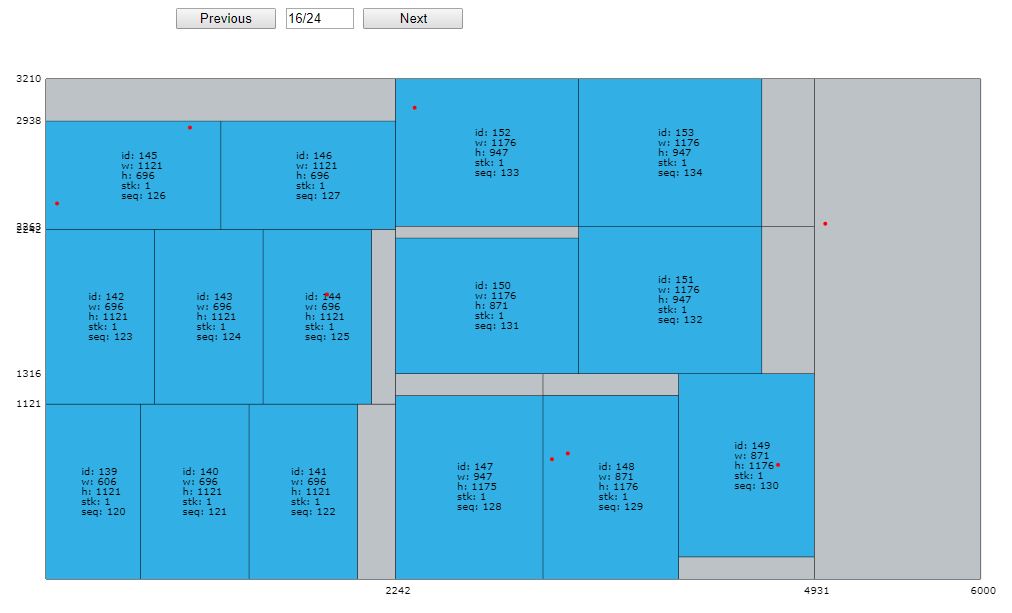 Previous
16/24
Next
3210
2938
2242
1316
1121
id: 145
w: 1121
h: 696
stk: 1
seq: 126
id: 146
w: 1121
h: 696
stk: 1
seq: 127
id: 152
w: 1176
h: 947
stk: 1
seq: 133
id: 153
w: 1176
h: 947
stk: 1
seq: 134
id: 142
w: 696
h: 1121
stk: 1
seq: 123
id: 143
w: 696
h: 1121
stk: 1
seq: 124
id: 144
w: 696
h: 1121
stk: 1
seq: 125
id: 150
w: 1176
h: 871
stk: 1
seq: 131
id: 151
w: 1176
h: 947
stk: 1
seq: 132
id: 139
w: 606
h: 1121
stk: 1
seq: 120
id: 140
w: 696
h: 1121
stk: 1
seq: 121
id: 141
w: 696
h: 1121
stk: 1
seq: 122
id: 147
w: 947
h: 1175
stk: 1
seq: 128
id: 148
w: 871
h: 1176
stk: 1
seq: 129
id: 149
w: 871
h: 1176
stk: 1
seq: 130
2242
4931
6000